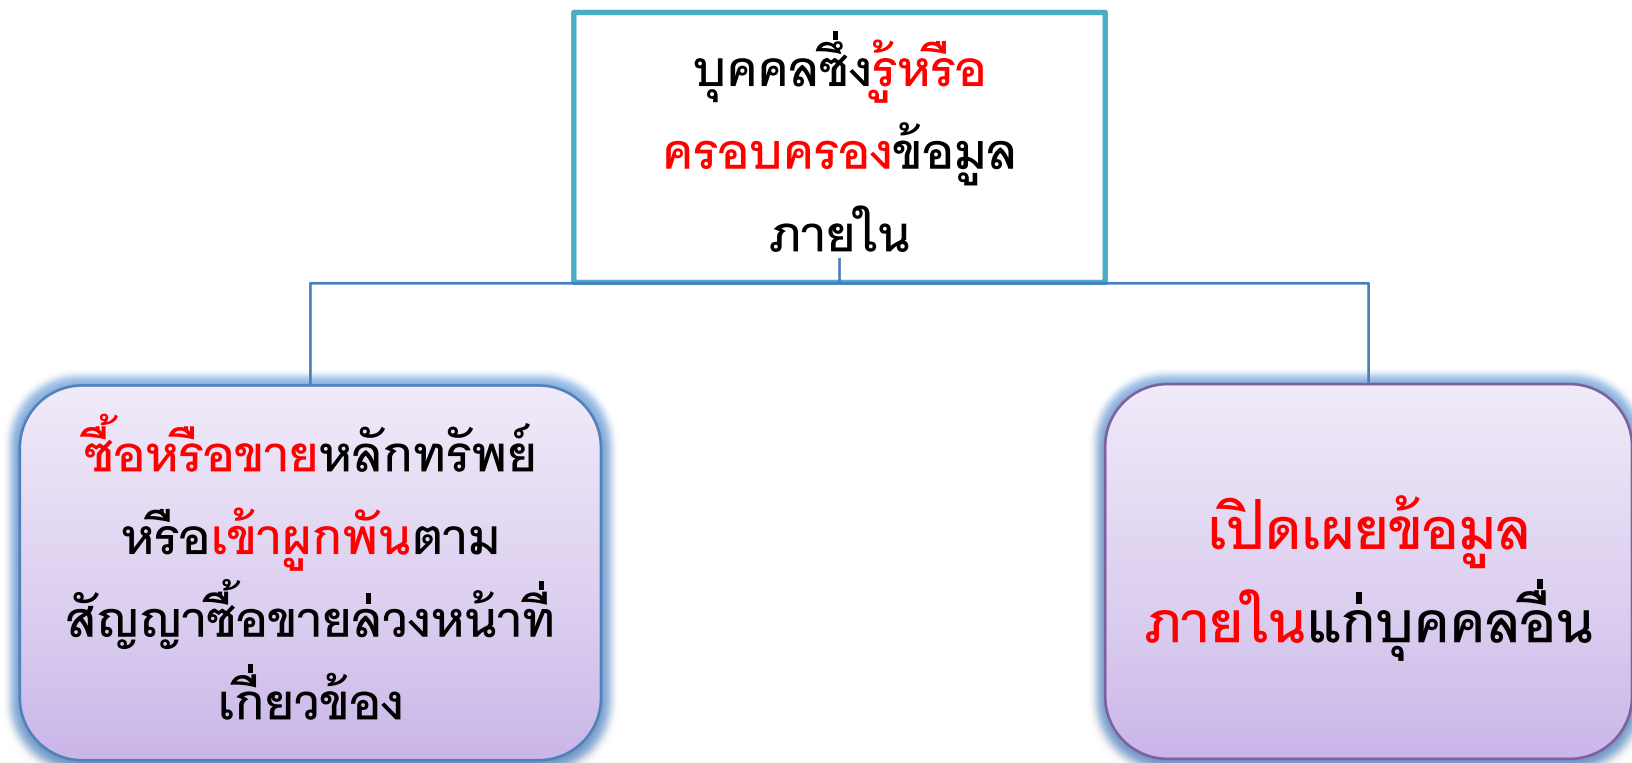 บุคคลซึ่งรู้หรือ
ครอบครองข้อมูล
ภายใน
ซื้อหรือขายหลักทรัพย์
หรือเข้าผูกพันตาม
สัญญาซื้อขายล่วงหน้าที่
เกี่ยวข้อง
เปิดเผยข้อมูล
ภายในแก่บุคคลอื่น